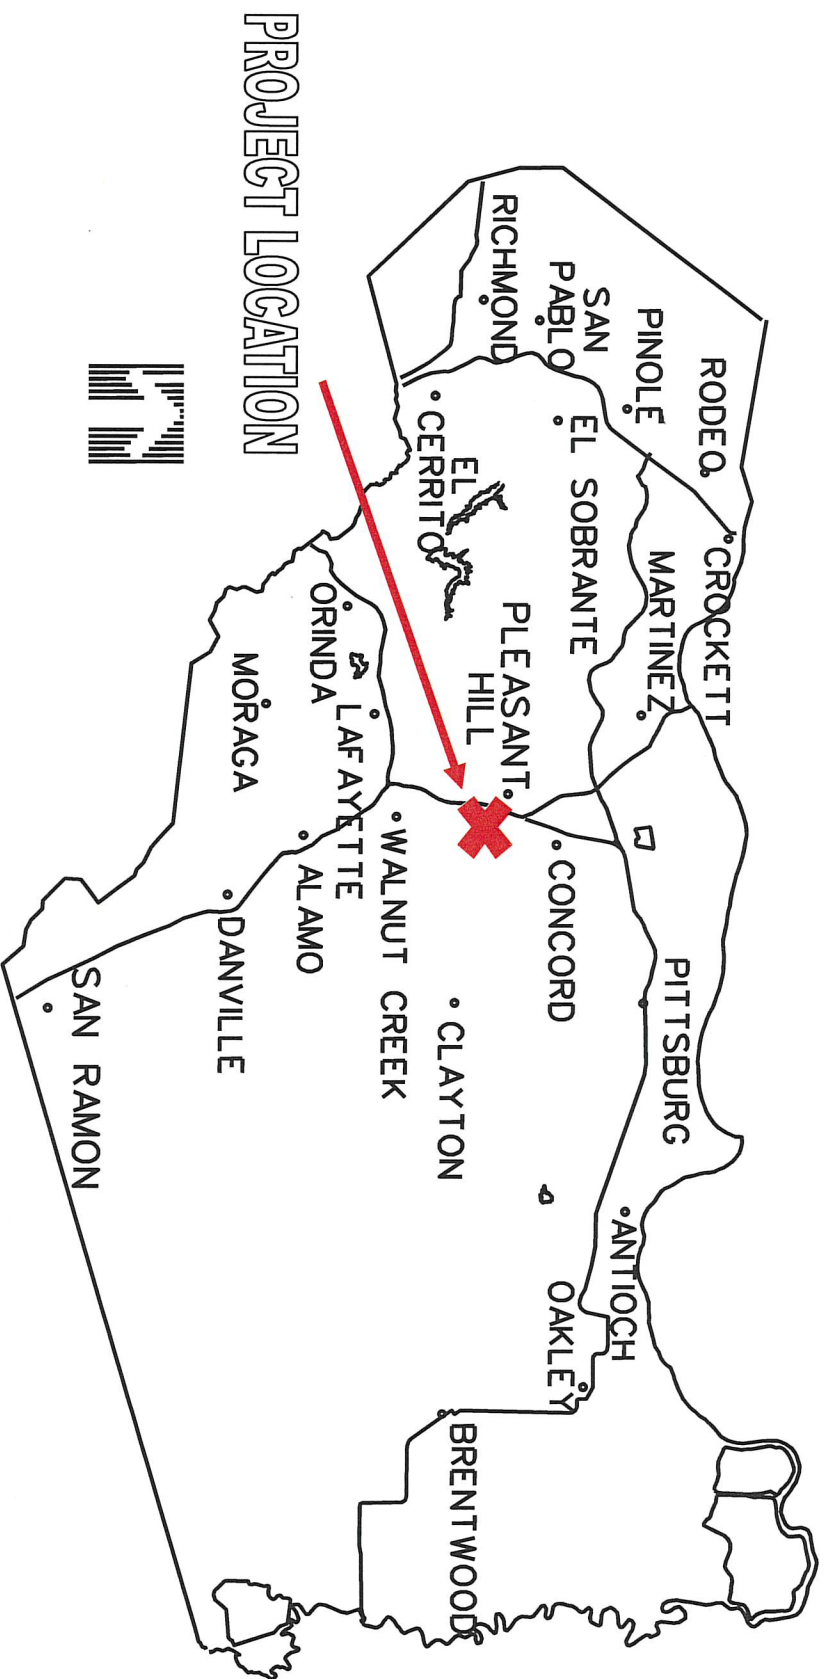 RODEO
CROCKETT
PINOLE
MARTINEZ
SAN
PABLO
EL SOBRANTE
RICHMOND
EL
CERRITO
PLEASANT
HILL
CONCORD
PITTSBURG
ANTIOCH
OAKLEY
BRENTWOOD
CLAYTON
WALNUT CREEK
LAFAYETTE
ORINDA
MORAGA
ALAMO
DANVILLE
SAN RAMON
PROJECT LOCATION